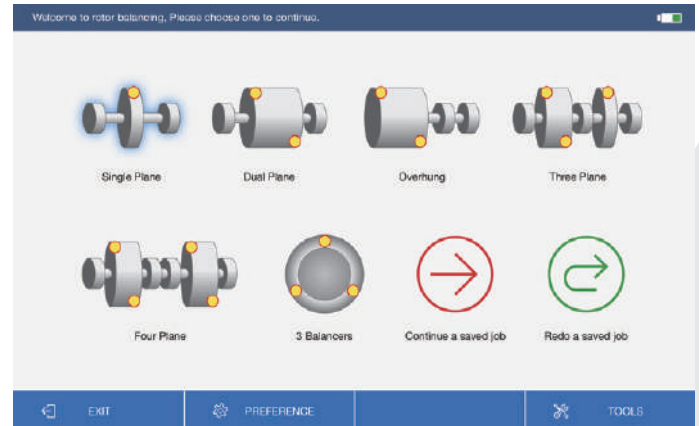 Welcome to rotor balancing, Please choose one to continue.
Single Plane
Dual Plane
Overhung
Three Plane
Four Plane
3 Balancers
Continue a saved job
Redo a saved job
EXIT
PREFERENCE
TOOLS